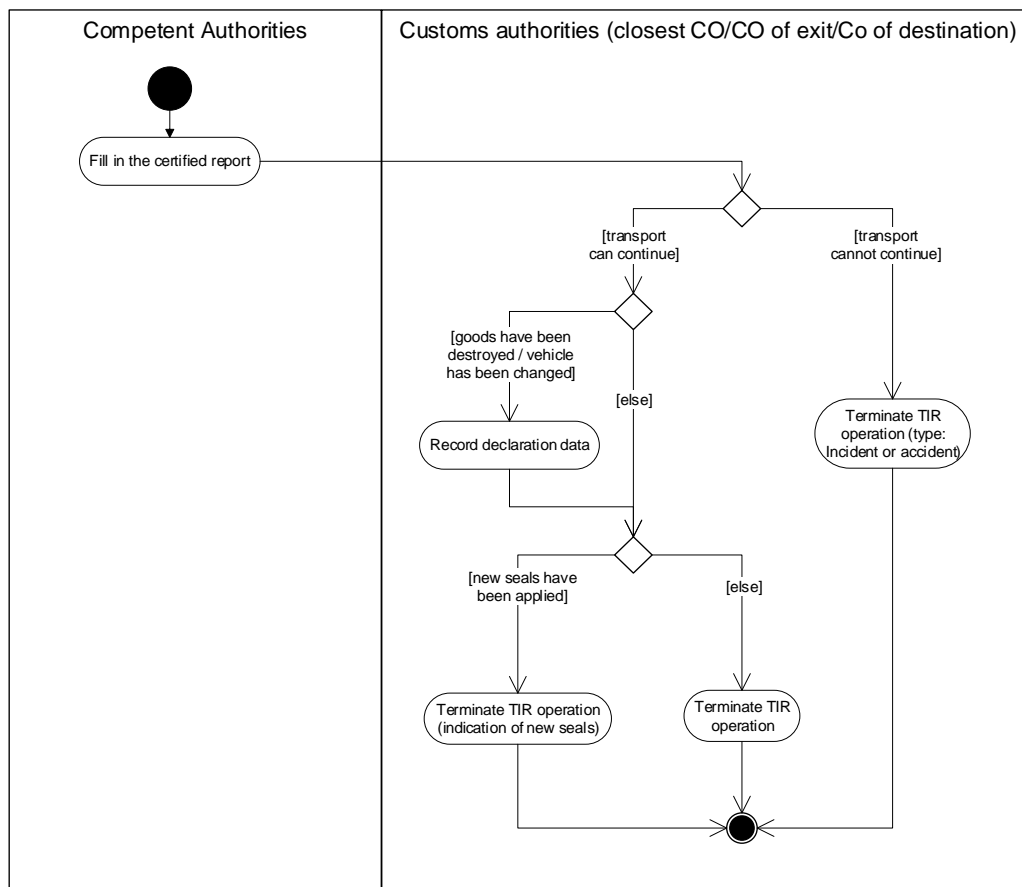 Competent Authorities
Customs authorities (closest CO/CO of exit/Co of destination)
Fill in the certified report
[transport
can continue]
[transport
cannot continue]
[goods have been
destroyed / vehicle
has been changed]
[else]
Terminate TIR
operation (type:
Incident or accident)
Record declaration data
[new seals have
been applied]
[else]
Terminate TIR operation
(indication of new seals)
Terminate TIR
operation